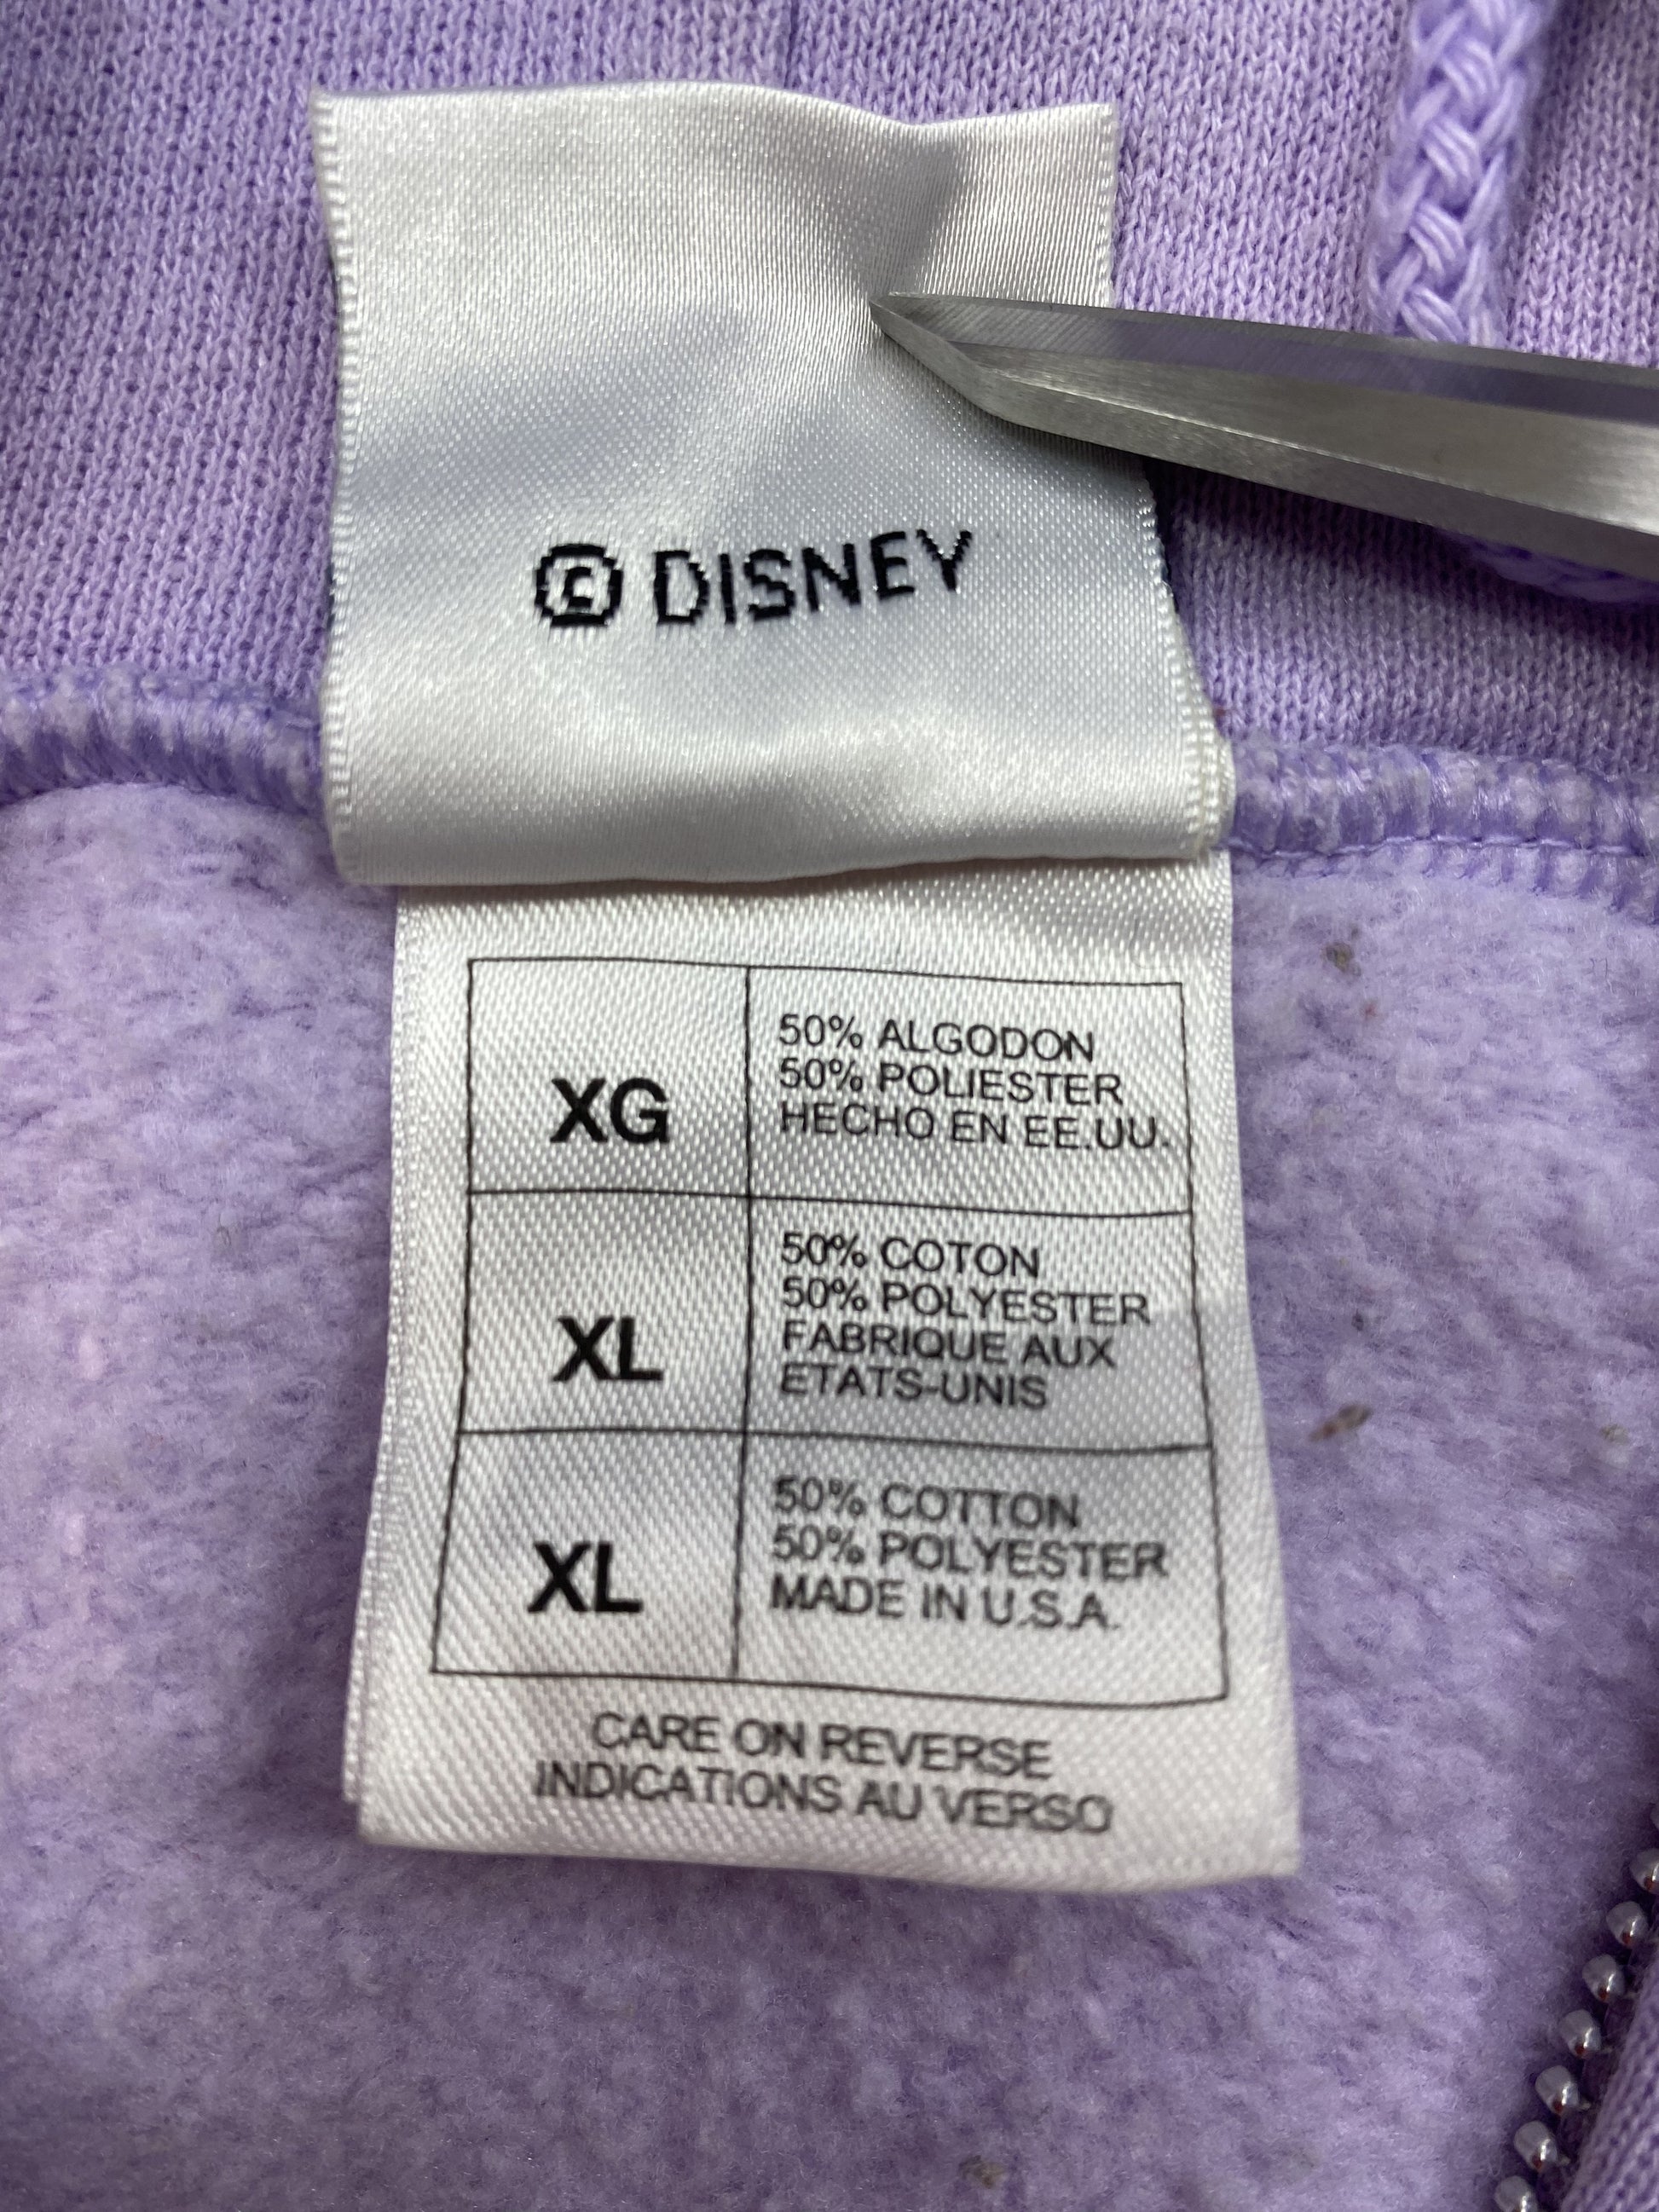 © DISNEY
XG
50% ALGODON
50% POLIESTER
HECHO EN EE.UU.
XL
50% COTON
50% POLYESTER
FABRIQUE AUX
ETATS-UNIS
XL
50% COTTON
50% POLYESTER
MADE IN U.S.A.
CARE ON REVERSE
INDICATIONS AU VERSO